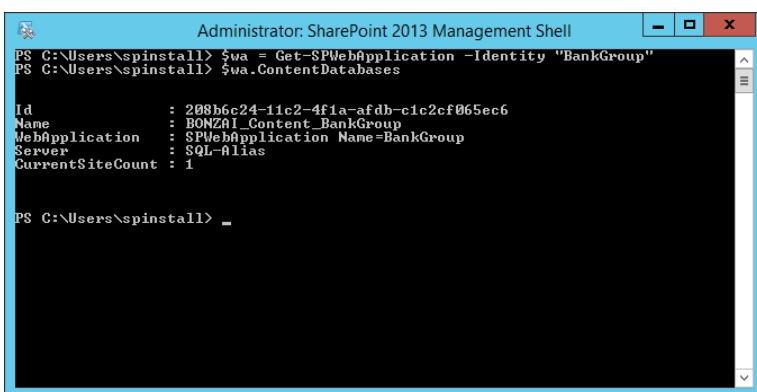 Administrator: SharePoint 2013 Management Shell
PS C:\Users\spinstall> $wa = Get-SPWebApplication -Identity "BankGroup"
PS C:\Users\spinstall> $wa.ContentDatabases
Id : 208b6c24-11c2-4f1a-afdb-c1c2cf065ec6
Name : BONZAI_Content_BankGroup
WebApplication : SPWebApplication Name=BankGroup
Server : SQL-Alias
CurrentSiteCount : 1
PS C:\Users\spinstall> _